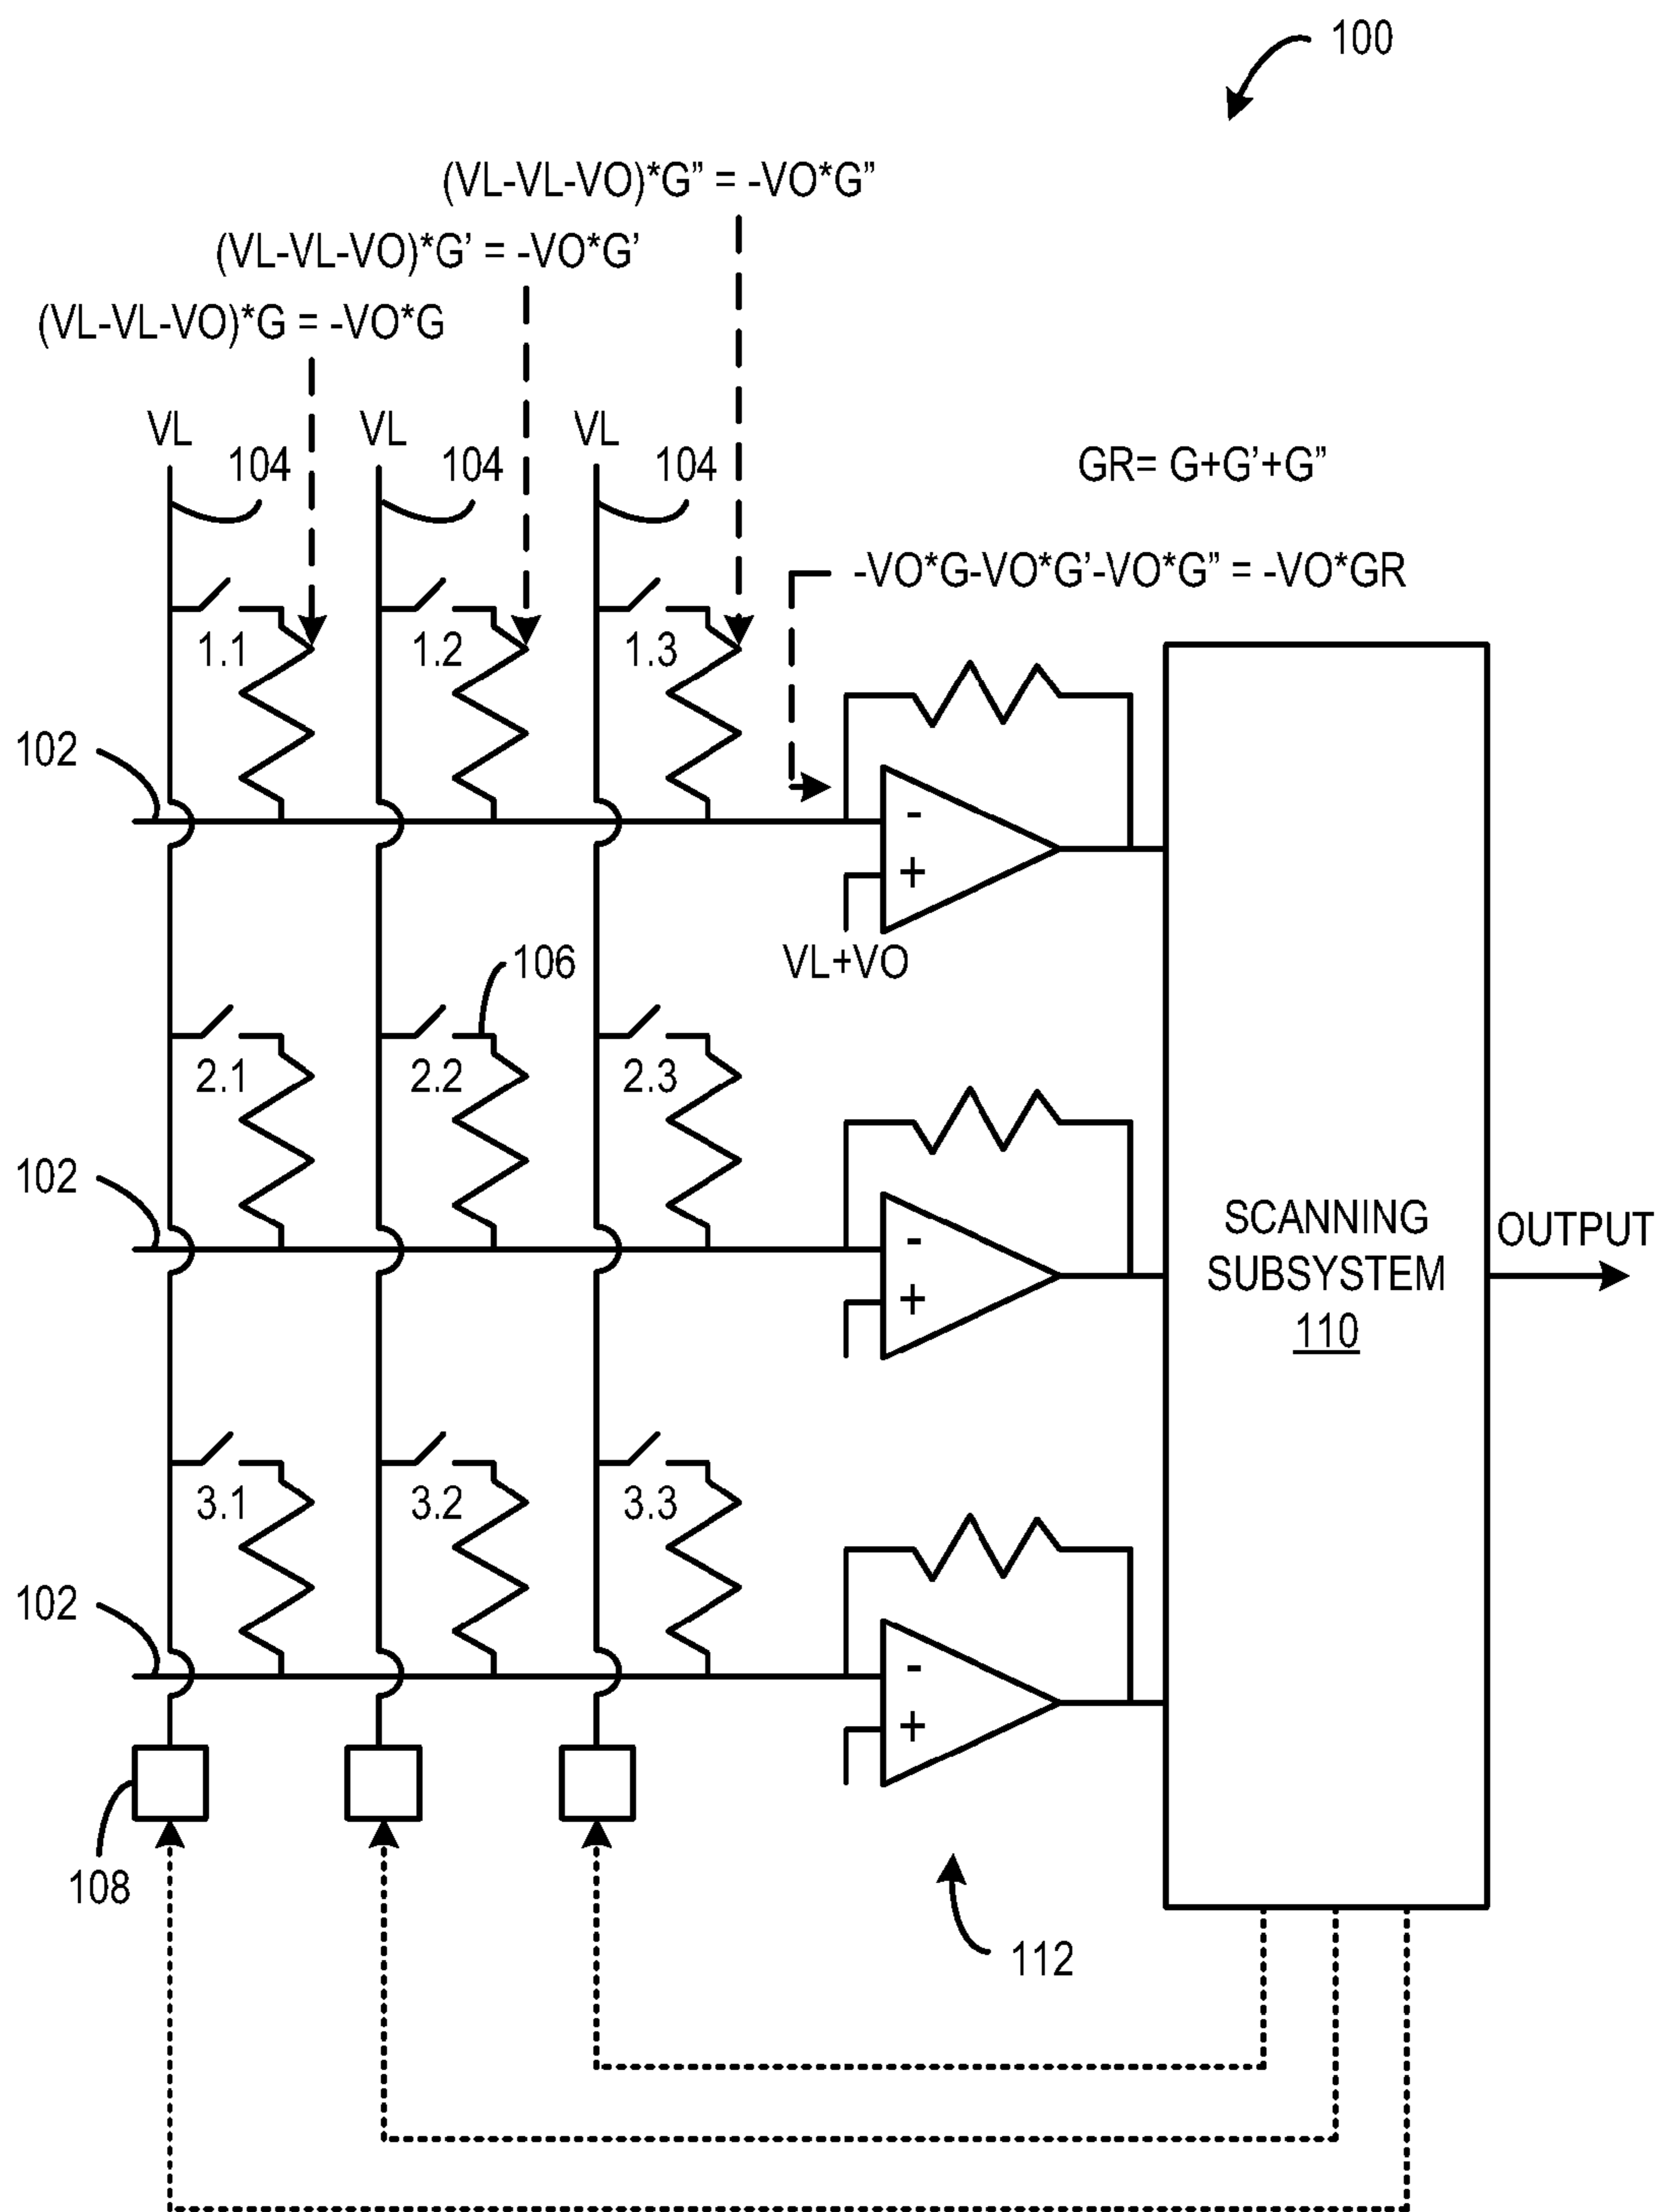 100
(VL-VL-VO)*G” = -VO*G”
(VL-VL-VO)*G’ = -VO*G’
(VL-VL-VO)*G = -VO*G
VL VL VL
104 104 104
GR= G+G’+G”
-VO*G-VO*G’-VO*G” = -VO*GR
1.1 1.2 1.3
102
-
+
VL+VO
106
2.1 2.2 2.3
102
-
+
SCANNING
SUBSYSTEM
110
OUTPUT
3.1 3.2 3.3
102
-
+
108
112